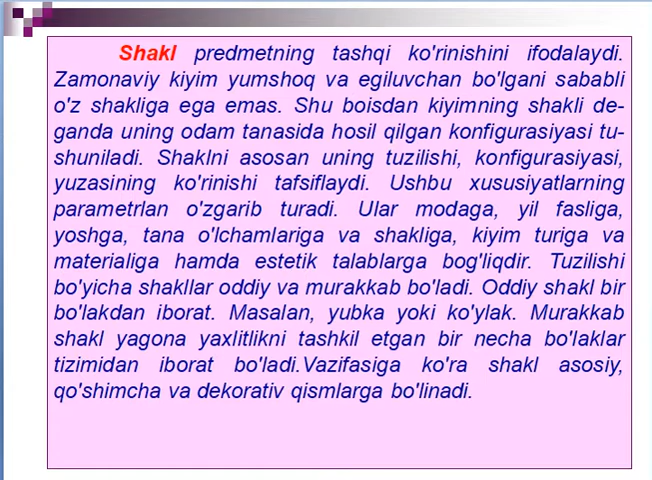 Shakl predmetning tashqi ko'rinishini ifodalaydi.
Zamonaviy kiyim yumshoq va egiluvchan bo'lgani sababli
o'z shakliga ega emas. Shu boisdan kiyimning shakli de-
ganda uning odam tanasida hosil qilgan konfigurasiyasi tu-
shuniladi. Shaklni asosan uning tuzilishi, konfigurasiyasi,
yuzasining ko'rinishi tafsiflaydi. Ushbu xususiyatlarning
parametrlan o'zgarib turadi. Ular modaga, yil fasliga,
yoshga, tana o'lchamlariga va shakliga, kiyim turiga va
materialiga hamda estetik talablarga bog'liqdir. Tuzilishi
bo'yicha shakllar oddiy va murakkab bo'ladi. Oddiy shakl bir
bo'lakdan iborat. Masalan, yubka yoki ko'ylak. Murakkab
shakl yagona yaxlitlikni tashkil etgan bir necha bo'laklar
tizimidan iborat bo'ladi.Vazifasiga ko'ra shakl asosiy,
qo'shimcha va dekorativ qismlarga bo'linadi.